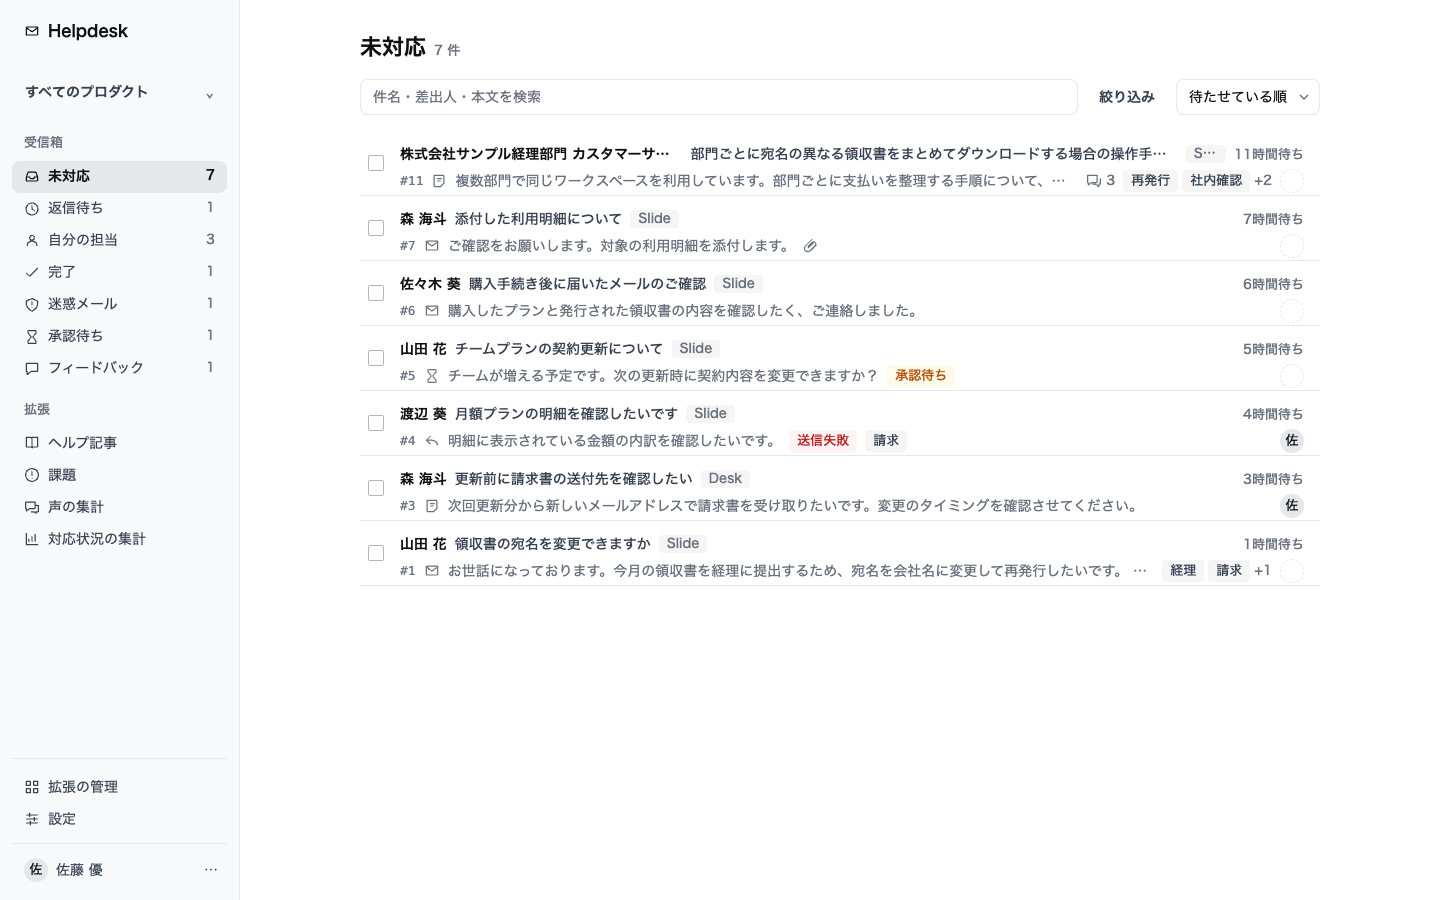 Helpdesk
すべてのプロダクト
受信箱
未対応 7
返信待ち 1
自分の担当 3
完了 1
迷惑メール 1
承認待ち 1
フィードバック 1
拡張
ヘルプ記事
課題
声の集計
対応状況の集計
拡張の管理
設定
佐 佐藤 優 …
未対応 7 件
件名・差出人・本文を検索 絞り込み 待たせている順
株式会社サンプル経理部門 カスタマーサ… 部門ごとに宛名の異なる領収書をまとめてダウンロードする場合の操作手… S… 11時間待ち
#11 複数部門で同じワークスペースを利用しています。部門ごとに支払いを整理する手順について、… 3 再発行 社内確認 +2
森 海斗 添付した利用明細について Slide 7時間待ち
#7 ご確認をお願いします。対象の利用明細を添付します。
佐々木 葵 購入手続き後に届いたメールのご確認 Slide 6時間待ち
#6 購入したプランと発行された領収書の内容を確認したく、ご連絡しました。
山田 花 チームプランの契約更新について Slide 5時間待ち
#5 チームが増える予定です。次の更新時に契約内容を変更できますか？ 承認待ち
渡辺 葵 月額プランの明細を確認したいです Slide 4時間待ち
#4 明細に表示されている金額の内訳を確認したいです。 送信失敗 請求 佐
森 海斗 更新前に請求書の送付先を確認したい Desk 3時間待ち
#3 次回更新分から新しいメールアドレスで請求書を受け取りたいです。変更のタイミングを確認させてください。 佐
山田 花 領収書の宛名を変更できますか Slide 1時間待ち
#1 お世話になっております。今月の領収書を経理に提出するため、宛名を会社名に変更して再発行したいです。 … 経理 請求 +1